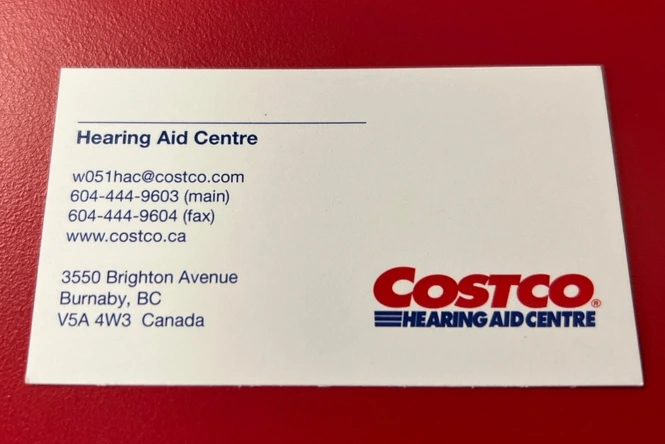 Hearing Aid Centre
w051hac@costco.com
604-444-9603 (main)
604-444-9604 (fax)
www.costco.ca
3550 Brighton Avenue
Burnaby, BC
V5A 4W3 Canada
COSTCO®
HEARING AID CENTRE